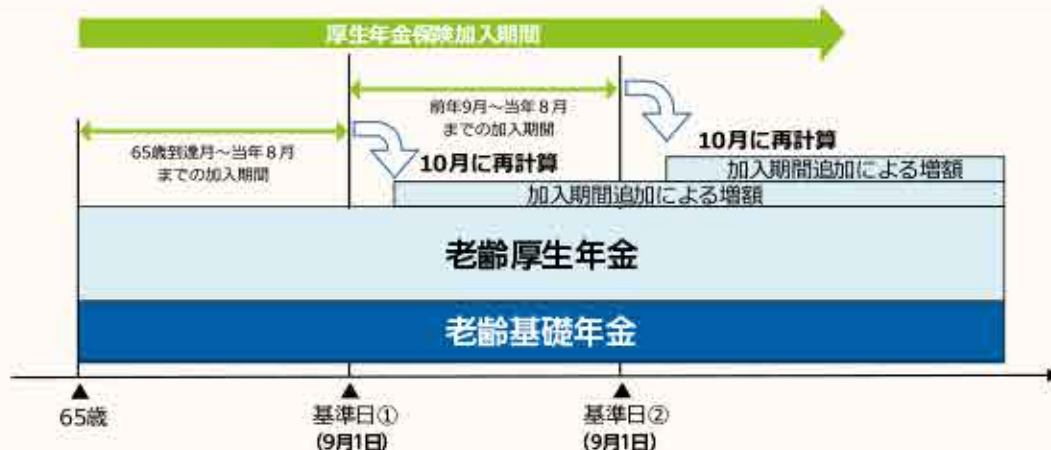 厚生年金保険加入期間
前年9月～当年8月
までの加入期間
65歳到達月～当年8月
までの加入期間
10月に再計算
10月に再計算
加入期間追加による増額
加入期間追加による増額
老齢厚生年金
老齢基礎年金
65歳
基準日①
(9月1日)
基準日②
(9月1日)